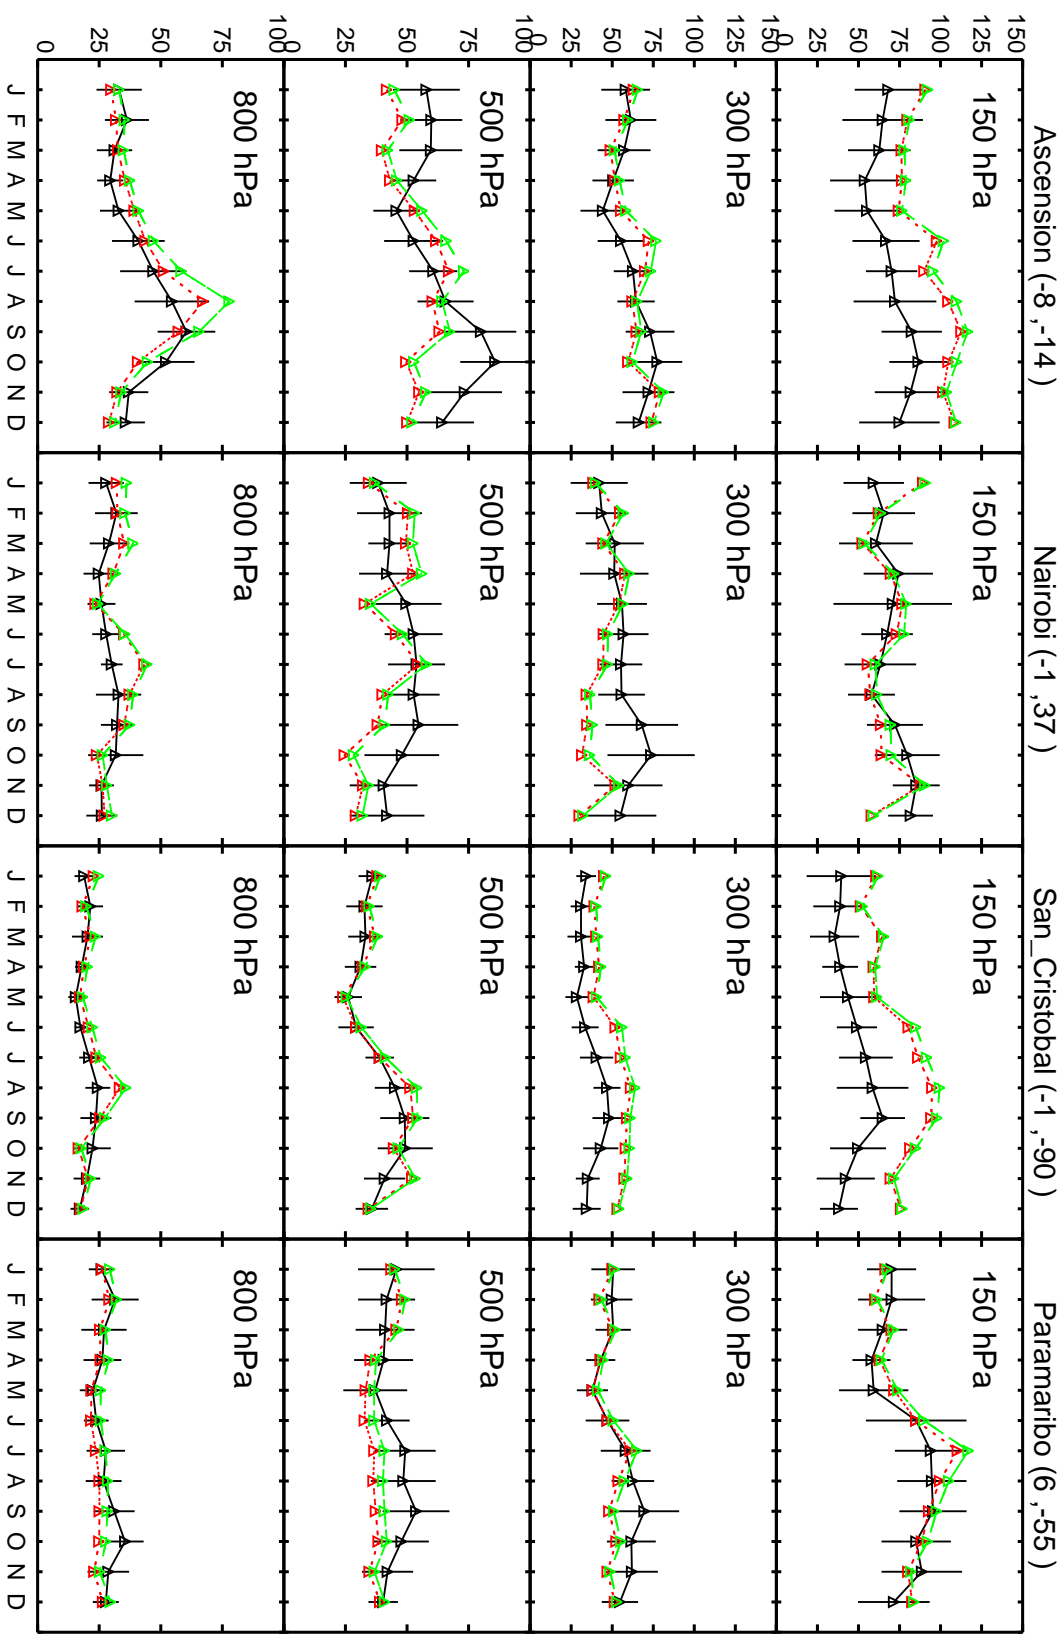 Ascension (-8 ,-14 )
Nairobi (-1 ,37 )
San_Cristobal (-1 ,-90 )
Paramaribo (6 ,-55 )
150
125
100
75
50
25
0
150 hPa
150 hPa
150 hPa
150 hPa
150
125
100
75
50
25
0
300 hPa
300 hPa
300 hPa
300 hPa
100
75
50
25
0
500 hPa
500 hPa
500 hPa
500 hPa
100
75
50
25
0
800 hPa
800 hPa
800 hPa
800 hPa
J F M A M J J A S O N D
J F M A M J J A S O N D
J F M A M J J A S O N D
J F M A M J J A S O N D